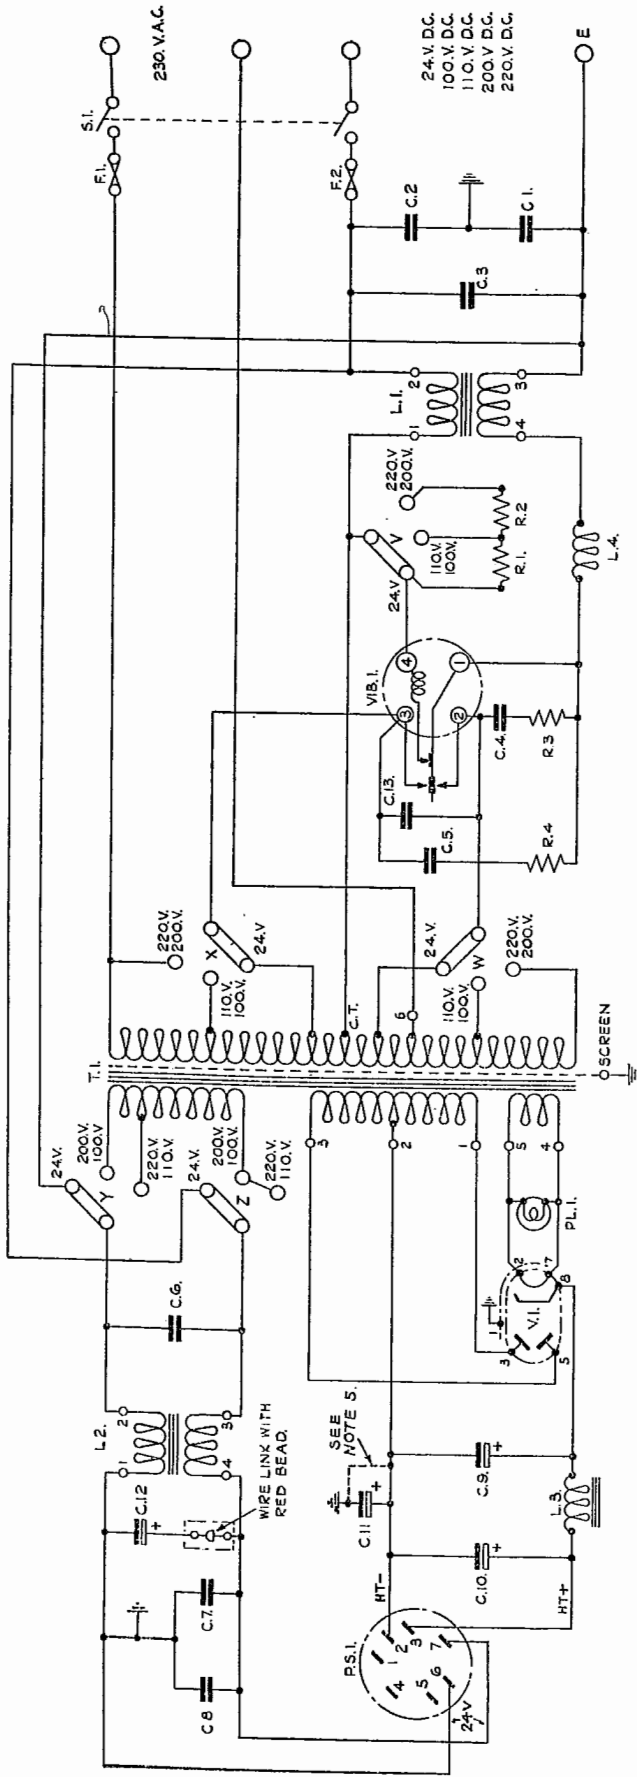 S.1.
230. V.A.C.
F.1.
F.2.
24.V. D.C.
100.V. D.C.
110.V. D.C.
200.V. D.C.
220.V. D.C.
E
C.2
C.1.
C.3
L.1.
2
1
3
4
220.V
200.V.
V
110.V.
100.V.
24.V
R.2
R.1.
L.4.
VIB.1.
4
3
1
2
C.4.
R.3
C.13.
C.5.
R.4
220.V.
200.V.
X
24.V
110.V.
100.V.
24.V.
W
110.V.
100.V.
220.V.
200.V.
C.T.
6
T.1.
SCREEN
24.V.
Y
200.V.
100.V.
220.V.
110.V.
24.V.
Z
200.V.
100.V.
220.V.
110.V.
3
2
1
5
4
PL.1.
V.1.
1
2
7
8
3
5
C.6.
L2.
2
1
3
4
C.12
+
WIRE LINK WITH
RED BEAD.
C.7.
C8
SEE
NOTE 5.
C.11
+
C.9.
+
L.3.
C.10.
+
HT-
HT+
P.S.1.
1
2
3
4
5
6
7
24V